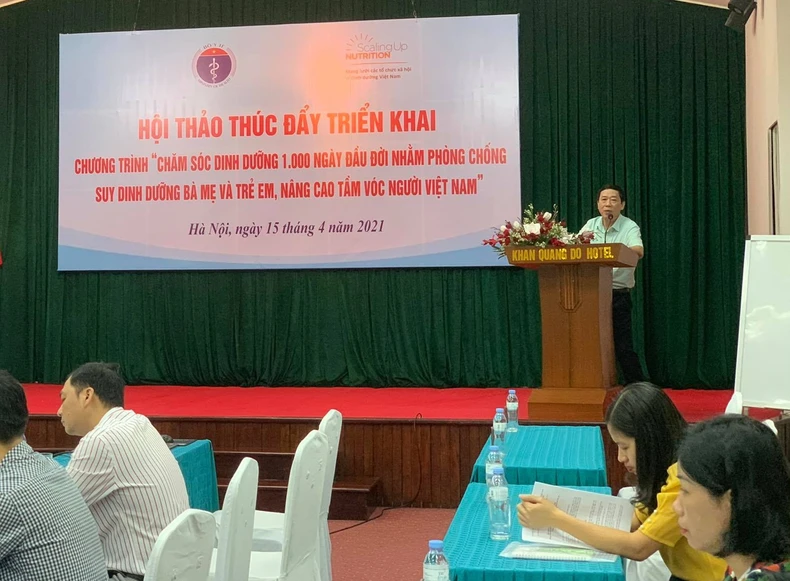 BỘ Y TẾ
Scaling Up
NUTRITION
HỘI THẢO THÚC ĐẨY TRIỂN KHAI
CHƯƠNG TRÌNH "CHĂM SÓC DINH DƯỠNG 1.000 NGÀY ĐẦU ĐỜI NHẰM PHÒNG CHỐNG
SUY DINH DƯỠNG BÀ MẸ VÀ TRẺ EM, NÂNG CAO TẦM VÓC NGƯỜI VIỆT NAM"
Hà Nội, ngày 15 tháng 4 năm 2021
KHAN QUANG DO HOTEL